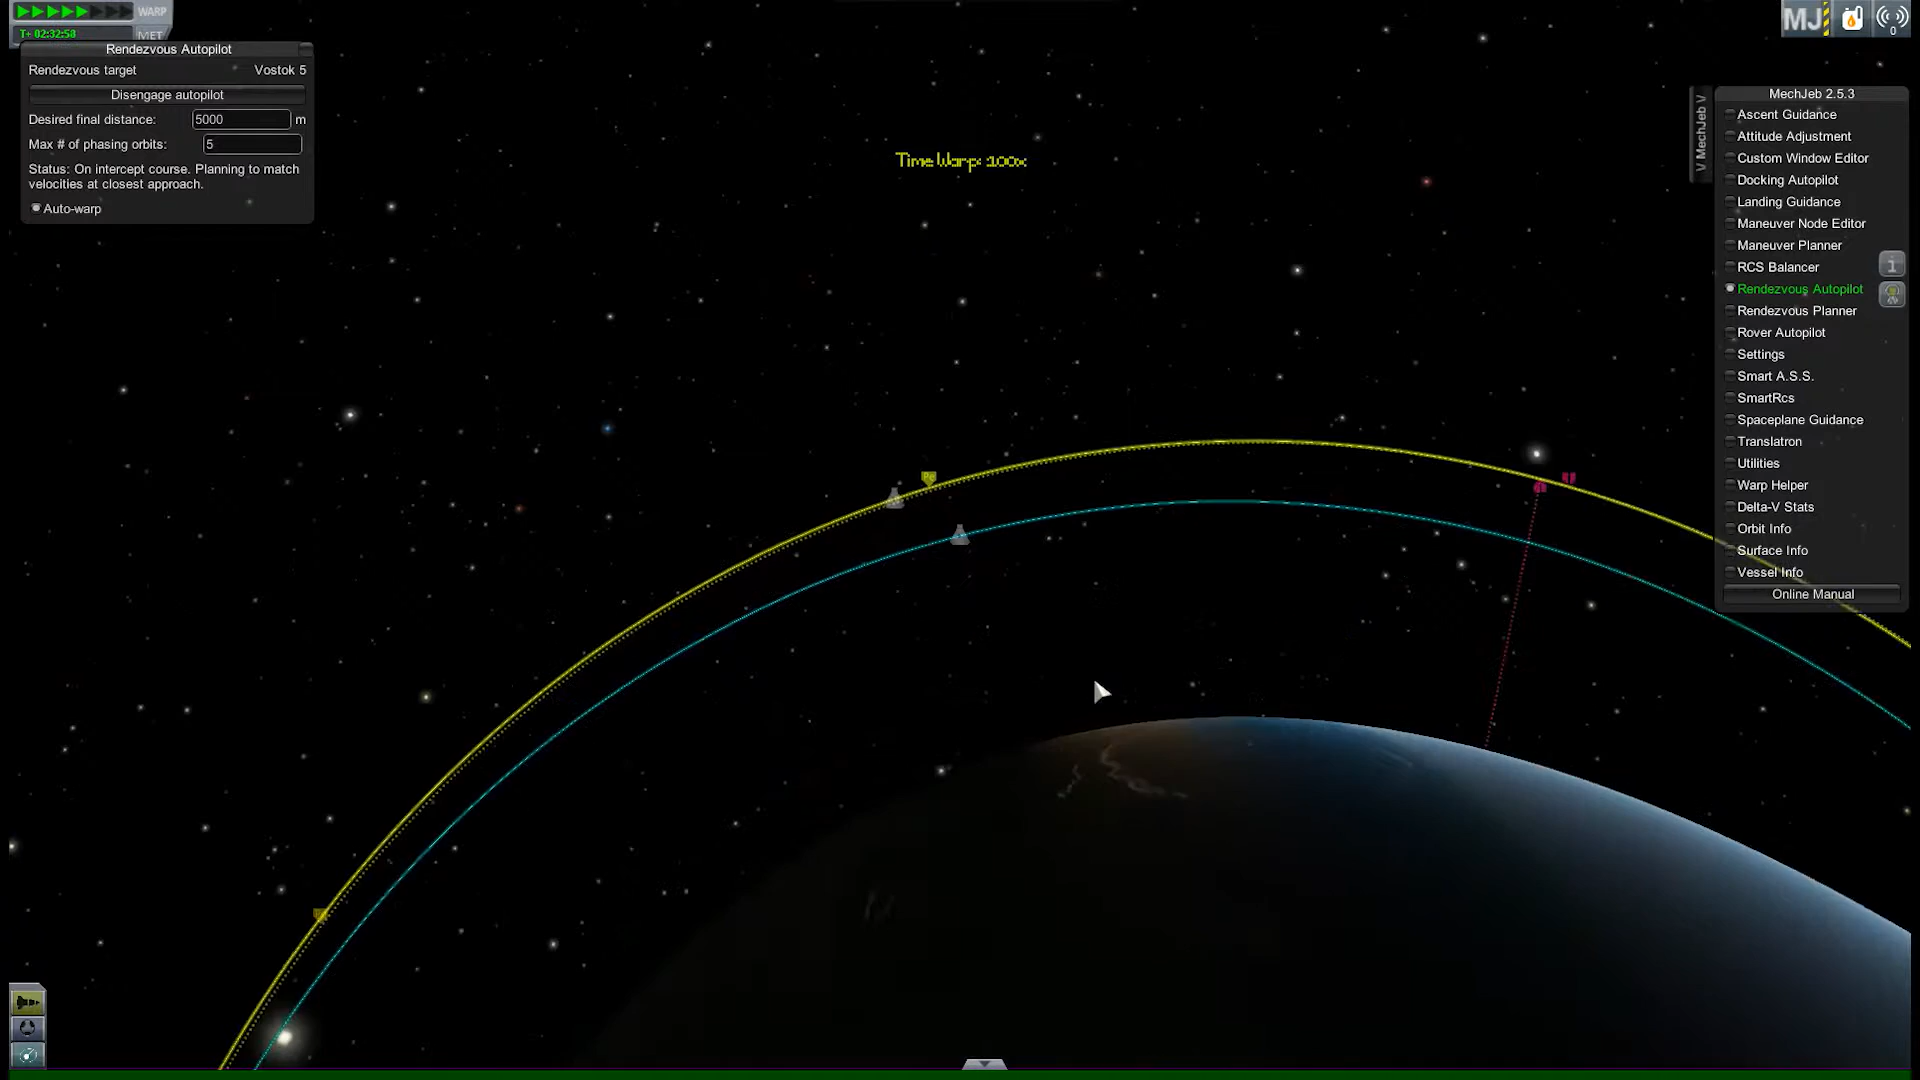 WARP
T+ 02:32:58
MET
Rendezvous Autopilot
Rendezvous target Vostok 5
Disengage autopilot
Desired final distance: 5000 m
Max # of phasing orbits: 5
Status: On intercept course. Planning to match
velocities at closest approach.
Auto-warp
Time Warp: 100x
MJ
0
V MechJeb V
MechJeb 2.5.3
Ascent Guidance
Attitude Adjustment
Custom Window Editor
Docking Autopilot
Landing Guidance
Maneuver Node Editor
Maneuver Planner
RCS Balancer
Rendezvous Autopilot
Rendezvous Planner
Rover Autopilot
Settings
Smart A.S.S.
SmartRcs
Spaceplane Guidance
Translatron
Utilities
Warp Helper
Delta-V Stats
Orbit Info
Surface Info
Vessel Info
Online Manual
Pe